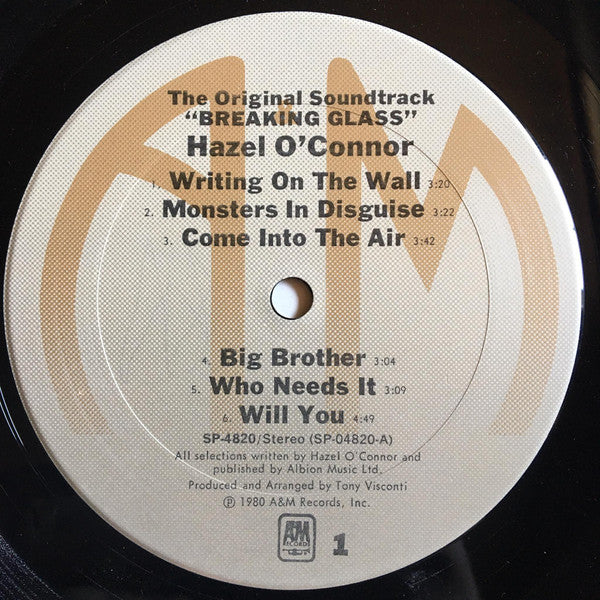 The Original Soundtrack
“BREAKING GLASS”
Hazel O'Connor
1. Writing On The Wall 3:20
2. Monsters In Disguise 3:22
3. Come Into The Air 3:42
4. Big Brother 3:04
5. Who Needs It 3:09
6. Will You 4:49
SP-4820/Stereo (SP-04820-A)
All selections written by Hazel O'Connor and
published by Albion Music Ltd.
Produced and Arranged by Tony Visconti
℗ 1980 A&M Records, Inc.
A&M
RECORDS
1